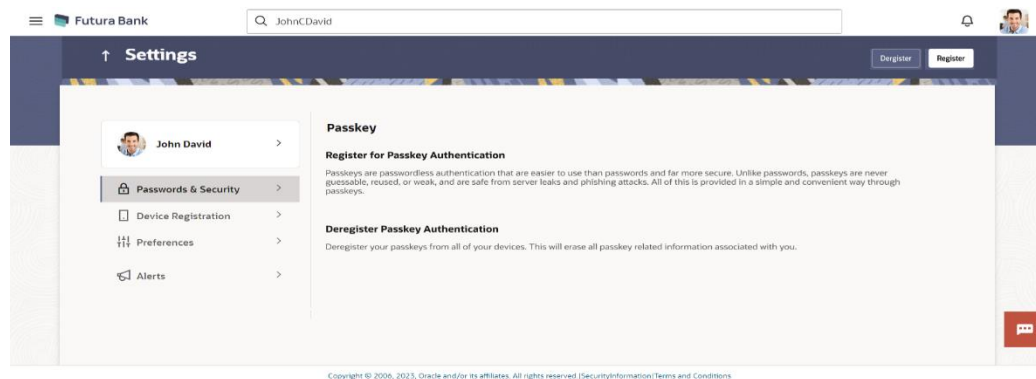 Futura Bank
JohnCDavid
Settings
Dergister
Register
John David
Passwords & Security
Device Registration
Preferences
Alerts
Passkey
Register for Passkey Authentication
Passkeys are passwordless authentication that are easier to use than passwords and far more secure. Unlike passwords, passkeys are never
guessable, reused, or weak, and are safe from server leaks and phishing attacks. All of this is provided in a simple and convenient way through
passkeys.
Deregister Passkey Authentication
Deregister your passkeys from all of your devices. This will erase all passkey related information associated with you.
Copyright © 2006, 2023, Oracle and/or its affiliates. All rights reserved.|SecurityInformation|Terms and Conditions